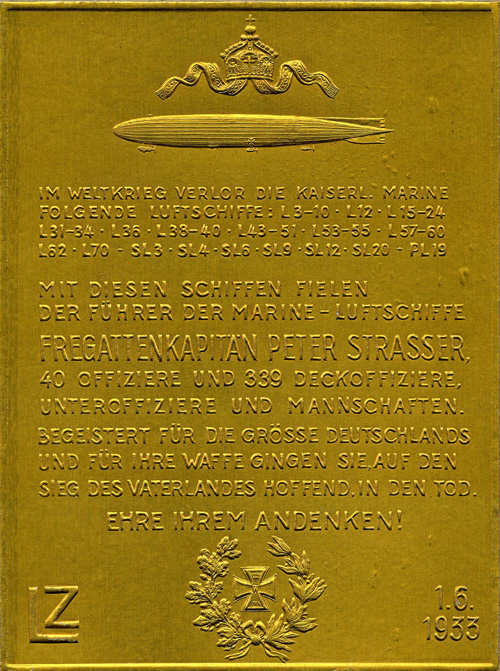 IM WELTKRIEG VERLOR DIE KAISERL. MARINE
FOLGENDE LUFTSCHIFFE: L3-10 · L12 · L15-24
L31-34 · L36 · L38-40 · L43-51 · L53-55 · L57-60
L62 · L70 - SL3 · SL4 · SL6 · SL9 · SL12 · SL20 - PL19
MIT DIESEN SCHIFFEN FIELEN
DER FÜHRER DER MARINE-LUFTSCHIFFE
FREGATTENKAPITÄN PETER STRASSER,
40 OFFIZIERE UND 339 DECKOFFIZIERE,
UNTEROFFIZIERE UND MANNSCHAFTEN.
BEGEISTERT FÜR DIE GRÖSSE DEUTSCHLANDS
UND FÜR IHRE WAFFE GINGEN SIE, AUF DEN
SIEG DES VATERLANDES HOFFEND, IN DEN TOD.
EHRE IHREM ANDENKEN!
LZ
1.6.
1933